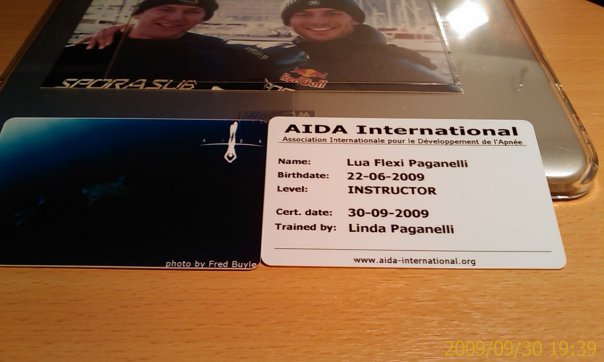 SPORASUB
Red Bull
AIDA International
Association Internationale pour le Développement de l'Apnée
Name: Lua Flexi Paganelli
Birthdate: 22-06-2009
Level: INSTRUCTOR
Cert. date: 30-09-2009
Trained by: Linda Paganelli
www.aida-international.org
photo by Fred Buyle
2009/09/30 19:39